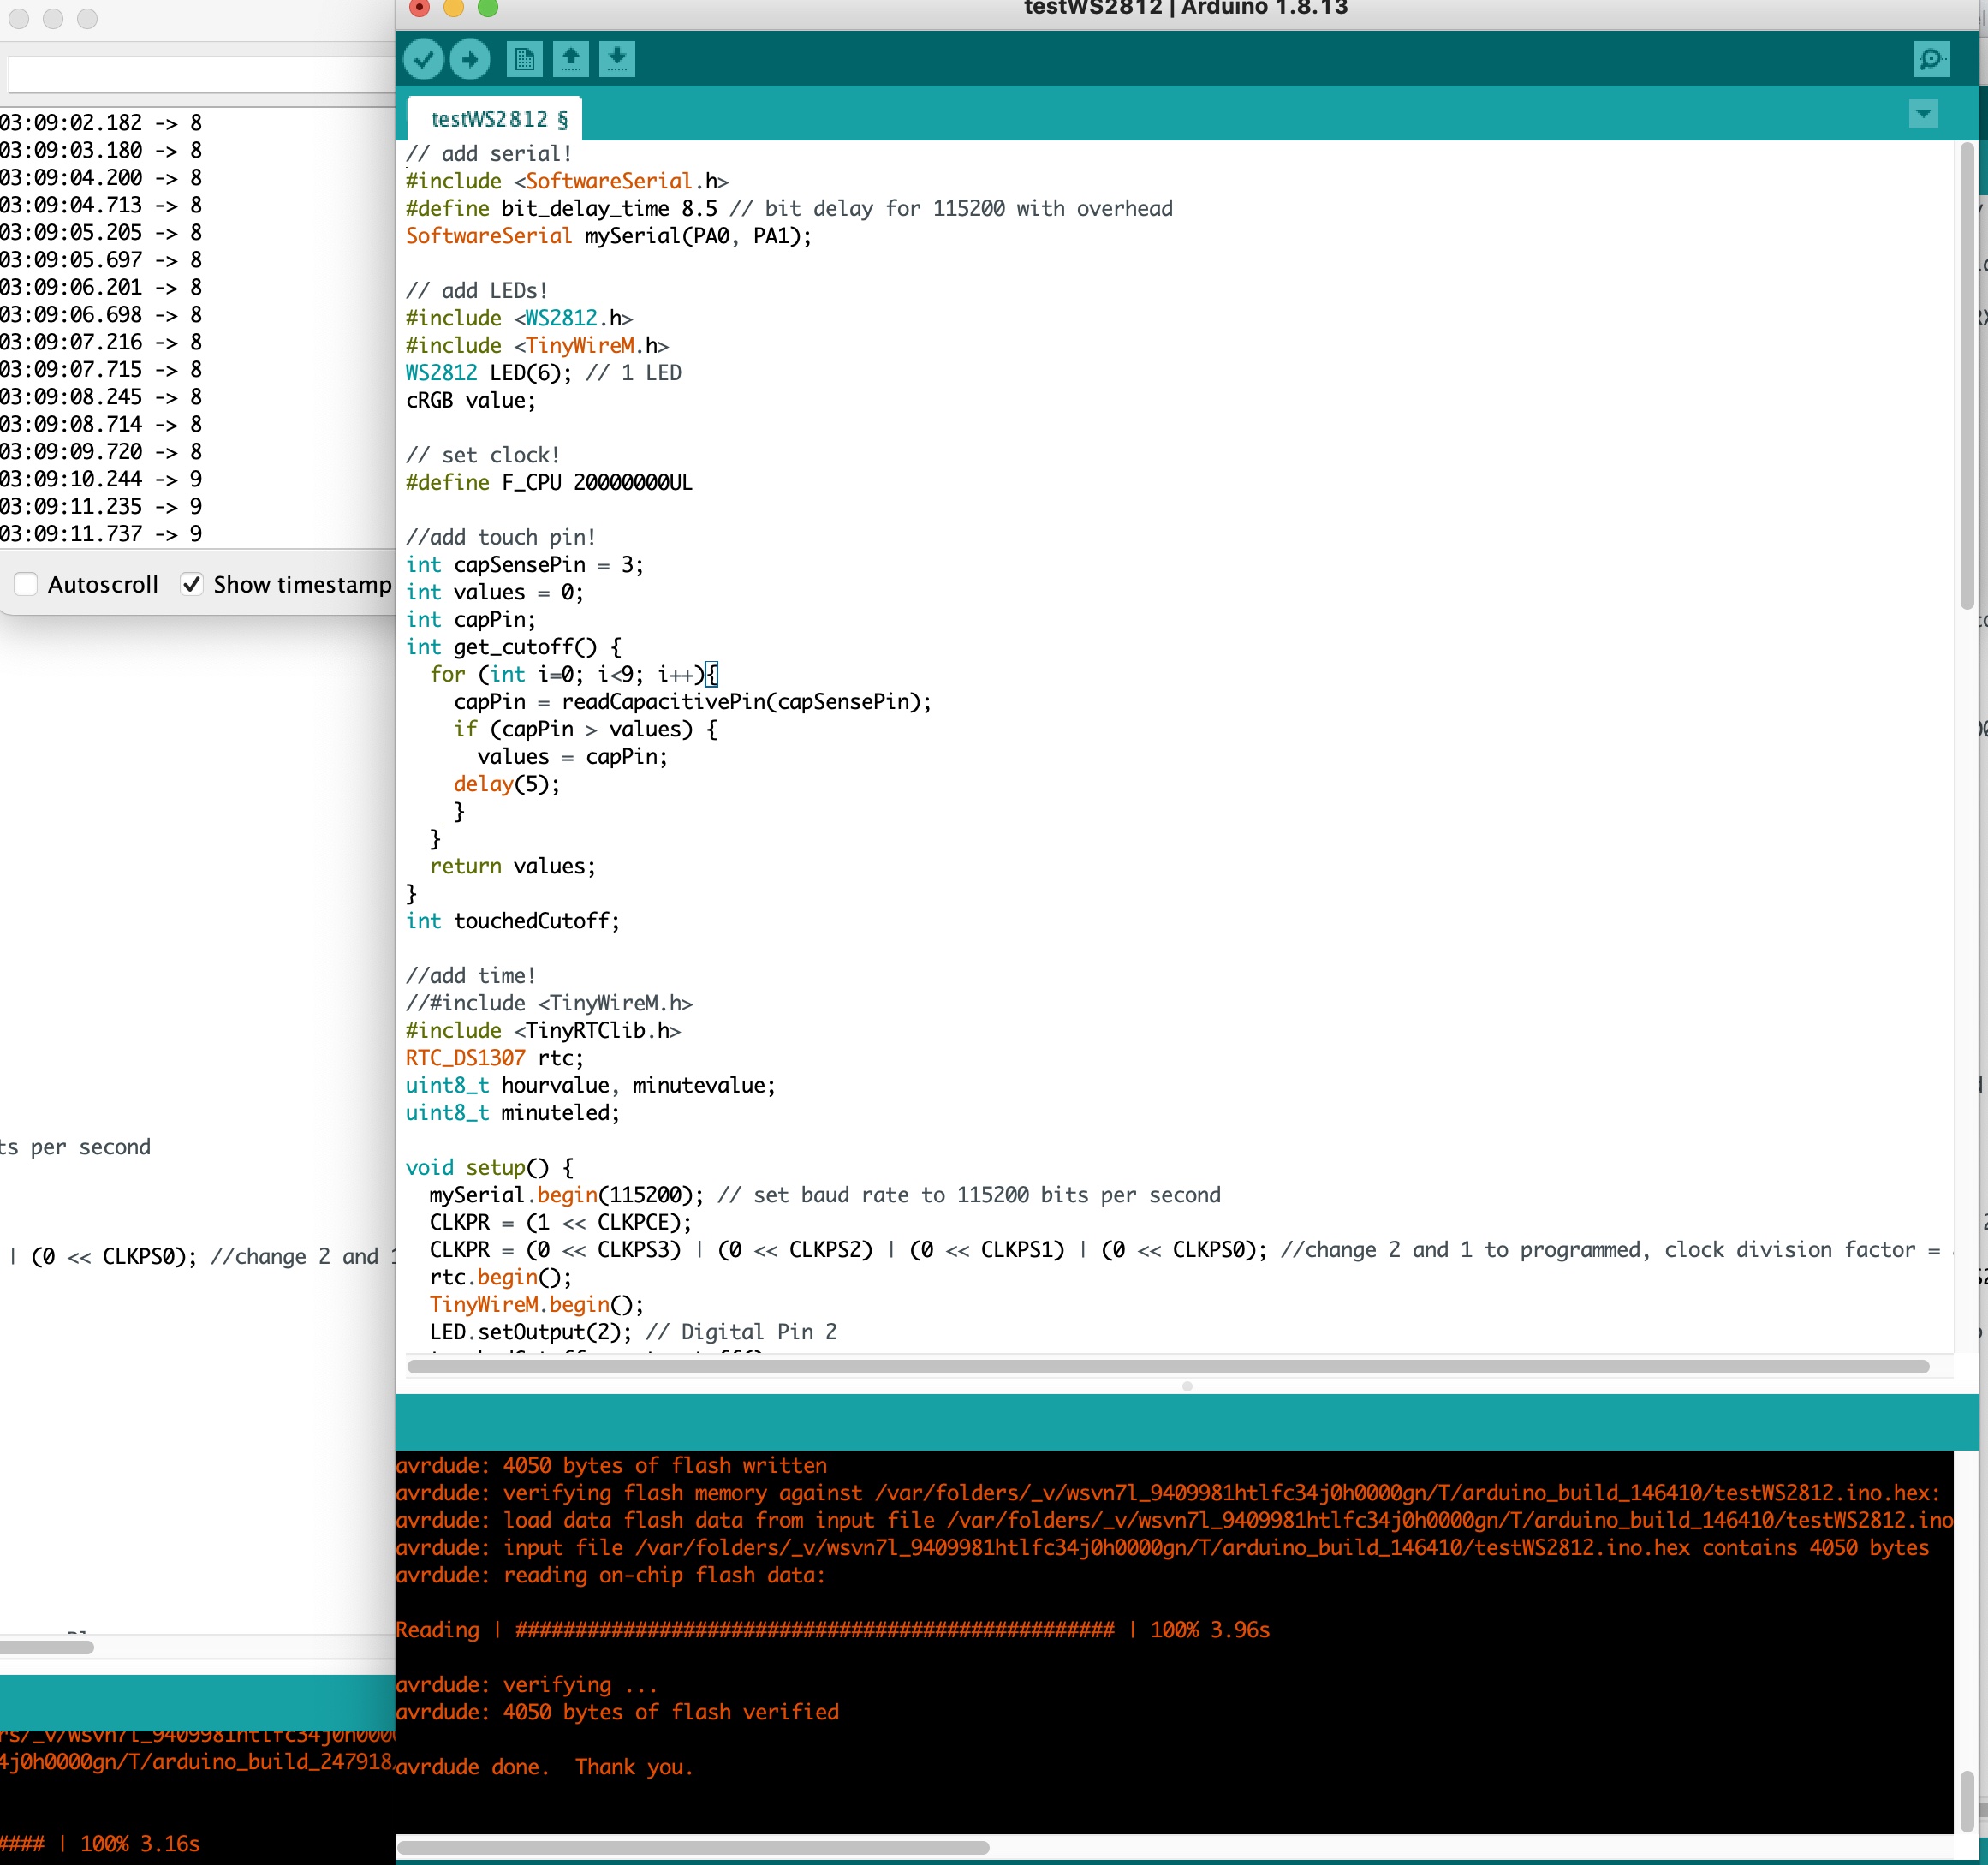 03:09:02.182 -> 8
03:09:03.180 -> 8
03:09:04.200 -> 8
03:09:04.713 -> 8
03:09:05.205 -> 8
03:09:05.697 -> 8
03:09:06.201 -> 8
03:09:06.698 -> 8
03:09:07.216 -> 8
03:09:07.715 -> 8
03:09:08.245 -> 8
03:09:08.714 -> 8
03:09:09.720 -> 8
03:09:10.244 -> 9
03:09:11.235 -> 9
03:09:11.737 -> 9
Autoscroll Show timestamp
ts per second
| (0 << CLKPS0); //change 2 and 1
rs/_v/wsvn7l_9409981htlfc34j0h000
4j0h0000gn/T/arduino_build_247918
#### | 100% 3.16s
testWS2812 | Arduino 1.8.13
testWS2812 §
// add serial!
#include <SoftwareSerial.h>
#define bit_delay_time 8.5 // bit delay for 115200 with overhead
SoftwareSerial mySerial(PA0, PA1);
// add LEDs!
#include <WS2812.h>
#include <TinyWireM.h>
WS2812 LED(6); // 1 LED
cRGB value;
// set clock!
#define F_CPU 20000000UL
//add touch pin!
int capSensePin = 3;
int values = 0;
int capPin;
int get_cutoff() {
for (int i=0; i<9; i++){
capPin = readCapacitivePin(capSensePin);
if (capPin > values) {
values = capPin;
delay(5);
}
}
return values;
}
int touchedCutoff;
//add time!
//#include <TinyWireM.h>
#include <TinyRTClib.h>
RTC_DS1307 rtc;
uint8_t hourvalue, minutevalue;
uint8_t minuteled;
void setup() {
mySerial.begin(115200); // set baud rate to 115200 bits per second
CLKPR = (1 << CLKPCE);
CLKPR = (0 << CLKPS3) | (0 << CLKPS2) | (0 << CLKPS1) | (0 << CLKPS0); //change 2 and 1 to programmed, clock division factor =
rtc.begin();
TinyWireM.begin();
LED.setOutput(2); // Digital Pin 2
avrdude: 4050 bytes of flash written
avrdude: verifying flash memory against /var/folders/_v/wsvn7l_9409981htlfc34j0h0000gn/T/arduino_build_146410/testWS2812.ino.hex:
avrdude: load data flash data from input file /var/folders/_v/wsvn7l_9409981htlfc34j0h0000gn/T/arduino_build_146410/testWS2812.ino
avrdude: input file /var/folders/_v/wsvn7l_9409981htlfc34j0h0000gn/T/arduino_build_146410/testWS2812.ino.hex contains 4050 bytes
avrdude: reading on-chip flash data:
Reading | ################################################## | 100% 3.96s
avrdude: verifying ...
avrdude: 4050 bytes of flash verified
avrdude done.  Thank you.